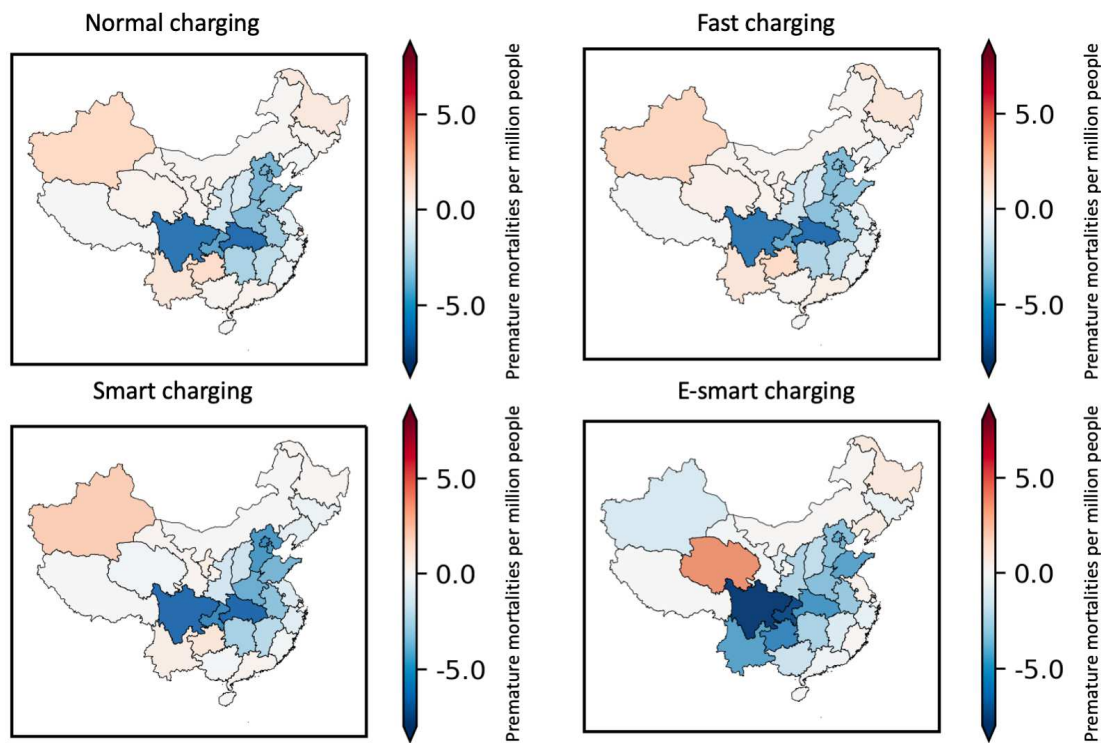 Normal charging
5.0
0.0
-5.0
Premature mortalities per million people
Fast charging
5.0
0.0
-5.0
Premature mortalities per million people
Smart charging
5.0
0.0
-5.0
Premature mortalities per million people
E-smart charging
5.0
0.0
-5.0
Premature mortalities per million people